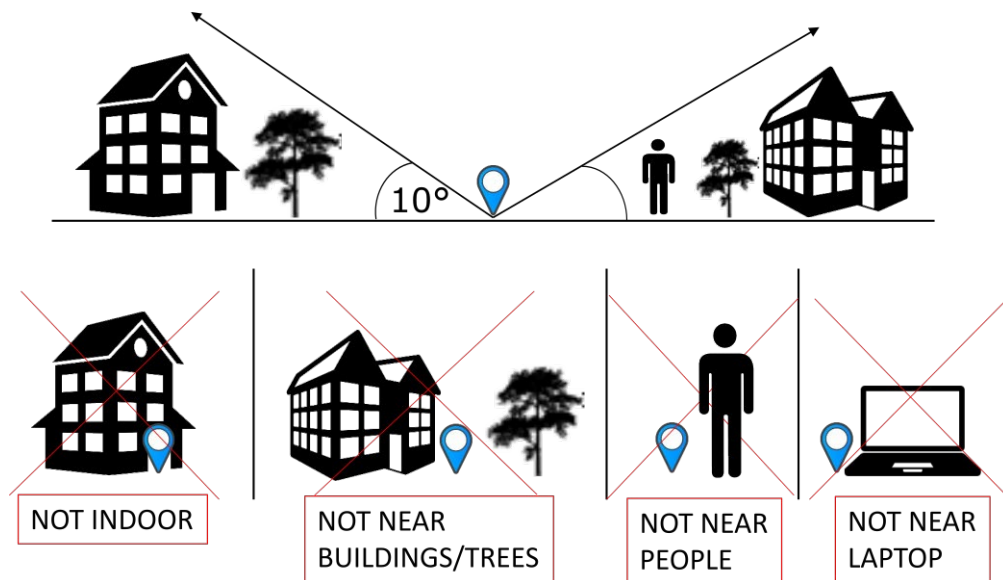 10°
NOT INDOOR
NOT NEAR
BUILDINGS/TREES
NOT NEAR
PEOPLE
NOT NEAR
LAPTOP